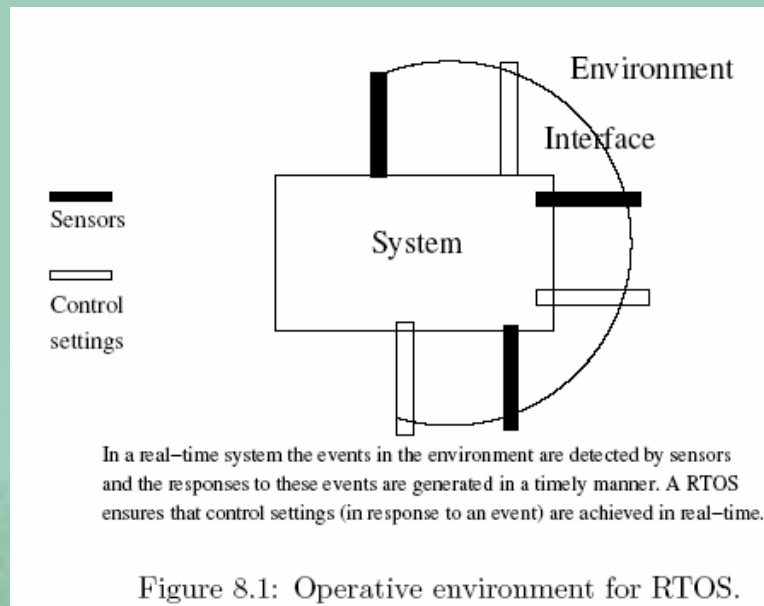 Environment
Interface
Sensors
System
Control
settings
In a real-time system the events in the environment are detected by sensors
and the responses to these events are generated in a timely manner. A RTOS
ensures that control settings (in response to an event) are achieved in real-time.
Figure 8.1: Operative environment for RTOS.